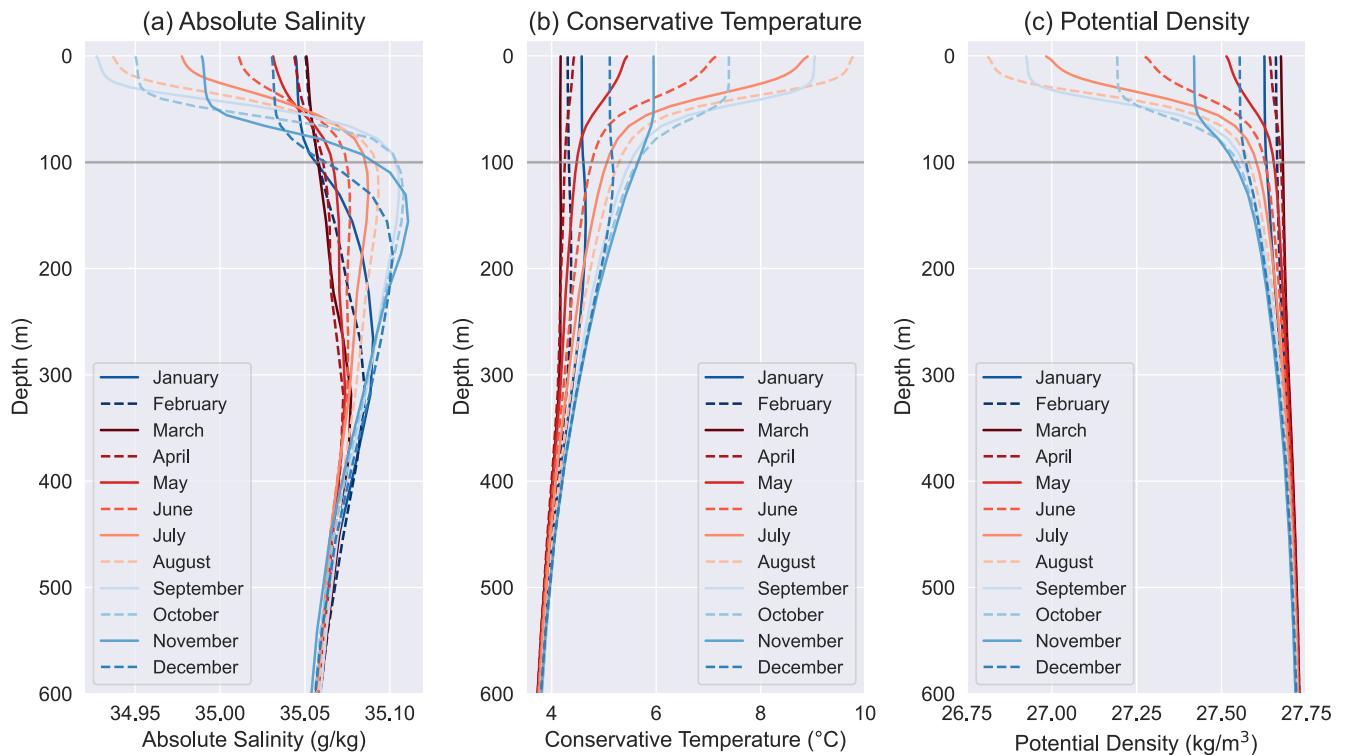 (a) Absolute Salinity
0
100
200
300
400
500
600
Depth (m)
January
February
March
April
May
June
July
August
September
October
November
December
34.95
35.00
35.05
35.10
Absolute Salinity (g/kg)
(b) Conservative Temperature
0
100
200
300
400
500
600
Depth (m)
January
February
March
April
May
June
July
August
September
October
November
December
4
6
8
10
Conservative Temperature (°C)
(c) Potential Density
0
100
200
300
400
500
600
Depth (m)
January
February
March
April
May
June
July
August
September
October
November
December
26.75
27.00
27.25
27.50
27.75
Potential Density (kg/m³)